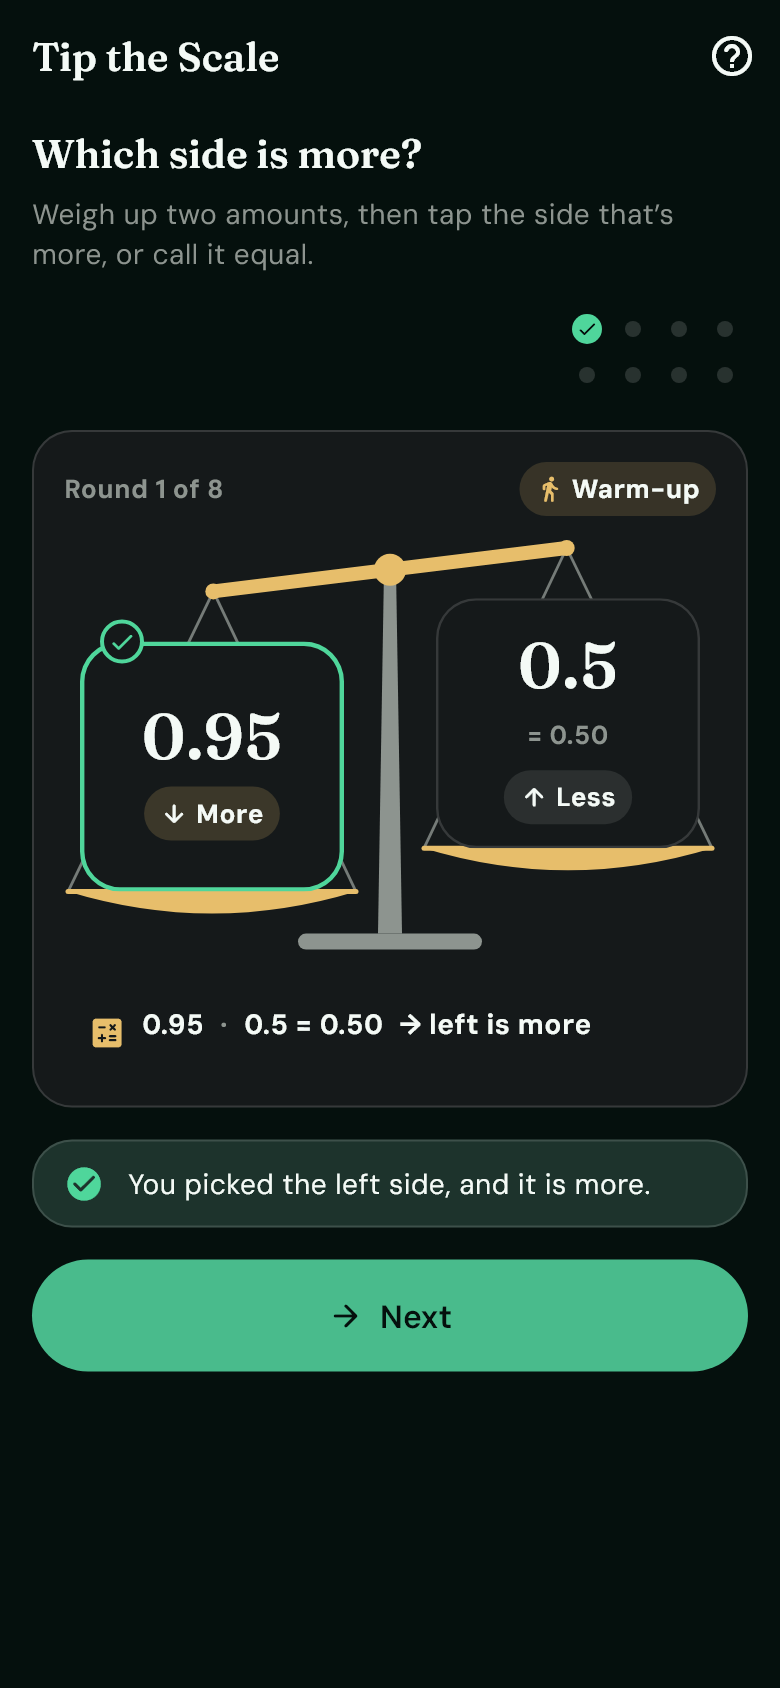 Tip the Scale
Which side is more?
Weigh up two amounts, then tap the side that’s
more, or call it equal.
Round 1 of 8
Warm-up
0.95
↓ More
0.5
= 0.50
↑ Less
0.95 · 0.5 = 0.50 → left is more
You picked the left side, and it is more.
→ Next